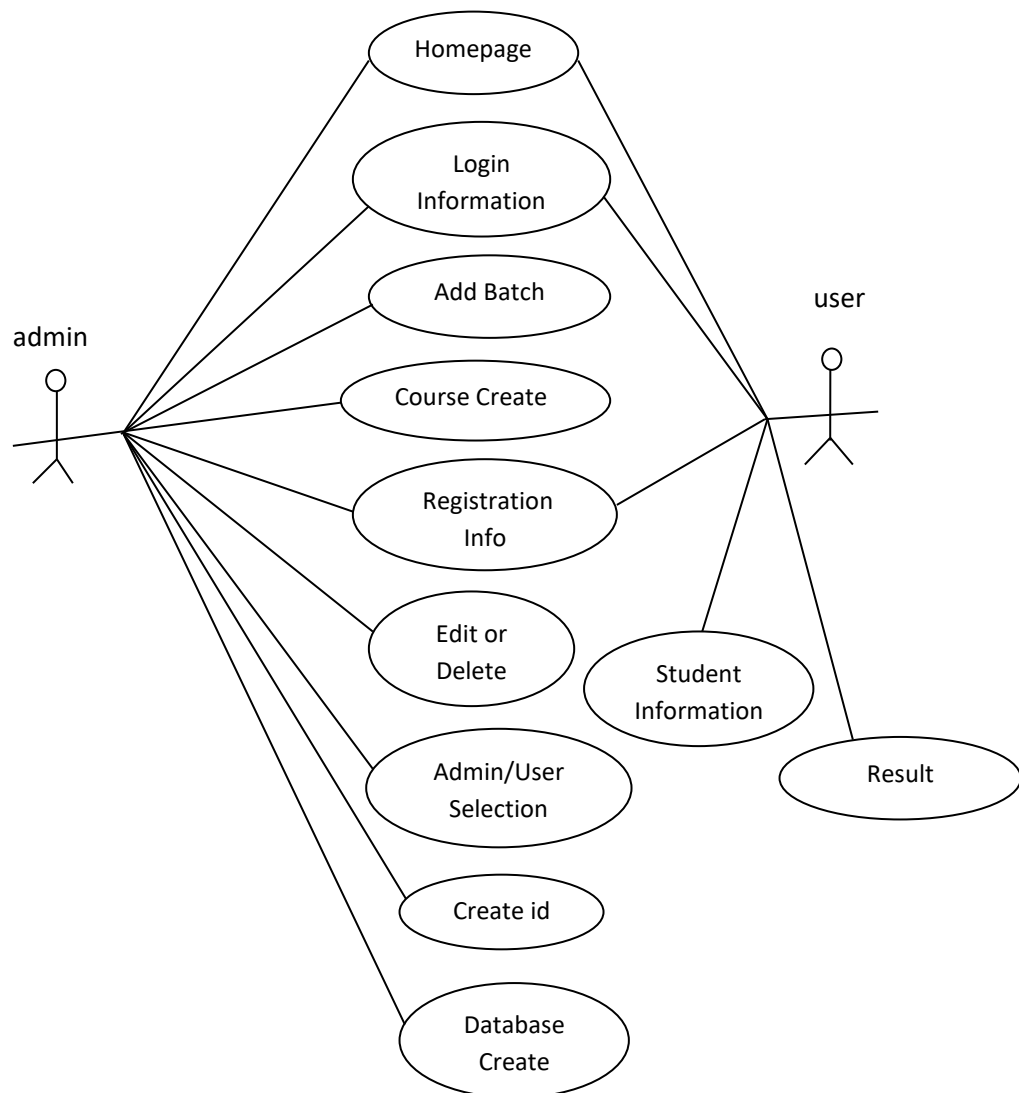 Homepage
Login
Information
Add Batch
user
admin
Course Create
Registration
Info
Edit or
Delete
Student
Information
Admin/User
Selection
Result
Create id
Database
Create